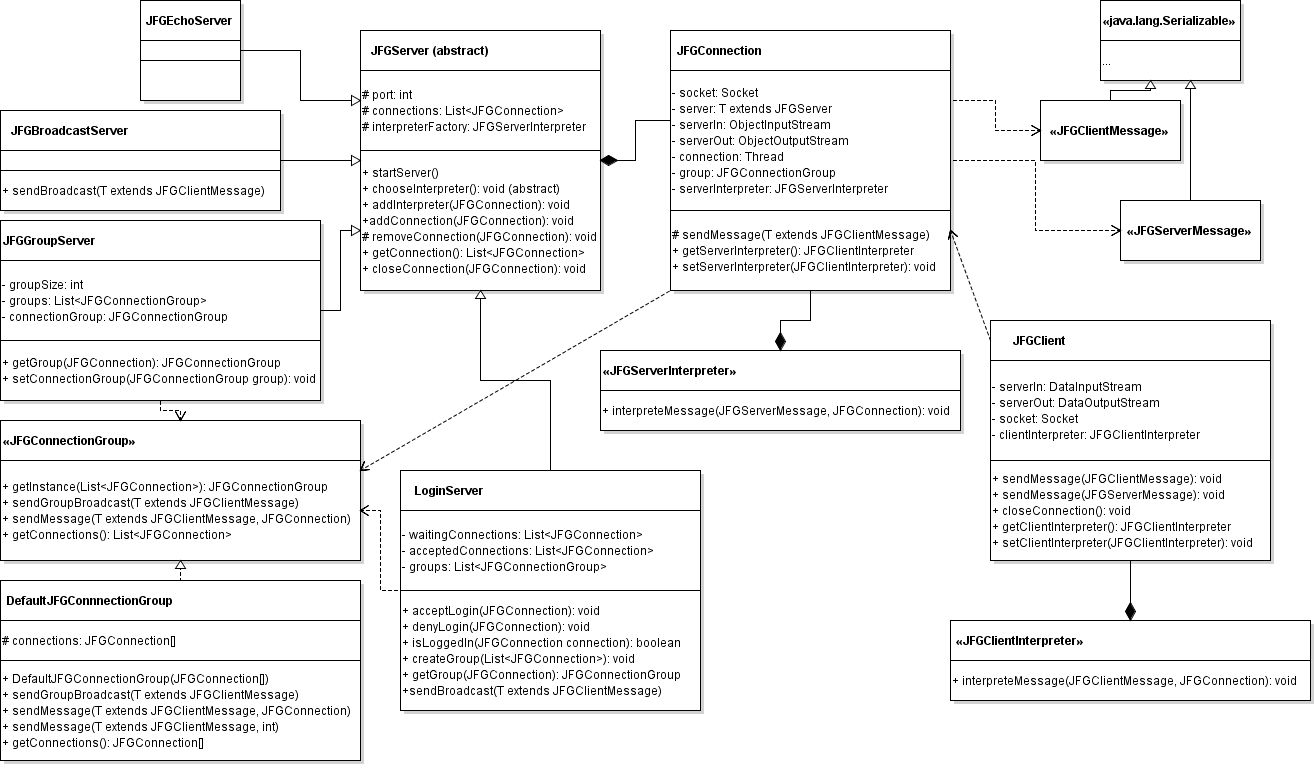 JFGEchoServer
JFGBroadcastServer
+ sendBroadcast(T extends JFGClientMessage)
JFGGroupServer
- groupSize: int
- groups: List<JFGConnectionGroup>
- connectionGroup: JFGConnectionGroup
+ getGroup(JFGConnection): JFGConnectionGroup
+ setConnectionGroup(JFGConnectionGroup group): void
«JFGConnectionGroup»
+ getInstance(List<JFGConnection>): JFGConnectionGroup
+ sendGroupBroadcast(T extends JFGClientMessage)
+ sendMessage(T extends JFGClientMessage, JFGConnection)
+ getConnections(): List<JFGConnection>
DefaultJFGConnnectionGroup
# connections: JFGConnection[]
+ DefaultJFGConnectionGroup(JFGConnection[])
+ sendGroupBroadcast(T extends JFGClientMessage)
+ sendMessage(T extends JFGClientMessage, JFGConnection)
+ sendMessage(T extends JFGClientMessage, int)
+ getConnections(): JFGConnection[]
JFGServer (abstract)
# port: int
# connections: List<JFGConnection>
# interpreterFactory: JFGServerInterpreter
+ startServer()
+ chooseInterpreter(): void (abstract)
+ addInterpreter(JFGConnection): void
+addConnection(JFGConnection): void
# removeConnection(JFGConnection): void
+ getConnection(): List<JFGConnection>
+ closeConnection(JFGConnection): void
LoginServer
- waitingConnections: List<JFGConnection>
- acceptedConnections: List<JFGConnection>
- groups: List<JFGConnectionGroup>
+ acceptLogin(JFGConnection): void
+ denyLogin(JFGConnection): void
+ isLoggedIn(JFGConnection connection): boolean
+ createGroup(List<JFGConnection>): void
+ getGroup(JFGConnection): JFGConnectionGroup
+sendBroadcast(T extends JFGClientMessage)
JFGConnection
- socket: Socket
- server: T extends JFGServer
- serverIn: ObjectInputStream
- serverOut: ObjectOutputStream
- connection: Thread
- group: JFGConnectionGroup
- serverInterpreter: JFGServerInterpreter
# sendMessage(T extends JFGClientMessage)
+ getServerInterpreter(): JFGClientInterpreter
+ setServerInterpreter(JFGClientInterpreter): void
«JFGServerInterpreter»
+ interpreteMessage(JFGServerMessage, JFGConnection): void
«java.lang.Serializable»
...
«JFGClientMessage»
«JFGServerMessage»
JFGClient
- serverIn: DataInputStream
- serverOut: DataOutputStream
- socket: Socket
- clientInterpreter: JFGClientInterpreter
+ sendMessage(JFGClientMessage): void
+ sendMessage(JFGServerMessage): void
+ closeConnection(): void
+ getClientInterpreter(): JFGClientInterpreter
+ setClientInterpreter(JFGClientInterpreter): void
«JFGClientInterpreter»
+ interpreteMessage(JFGClientMessage, JFGConnection): void